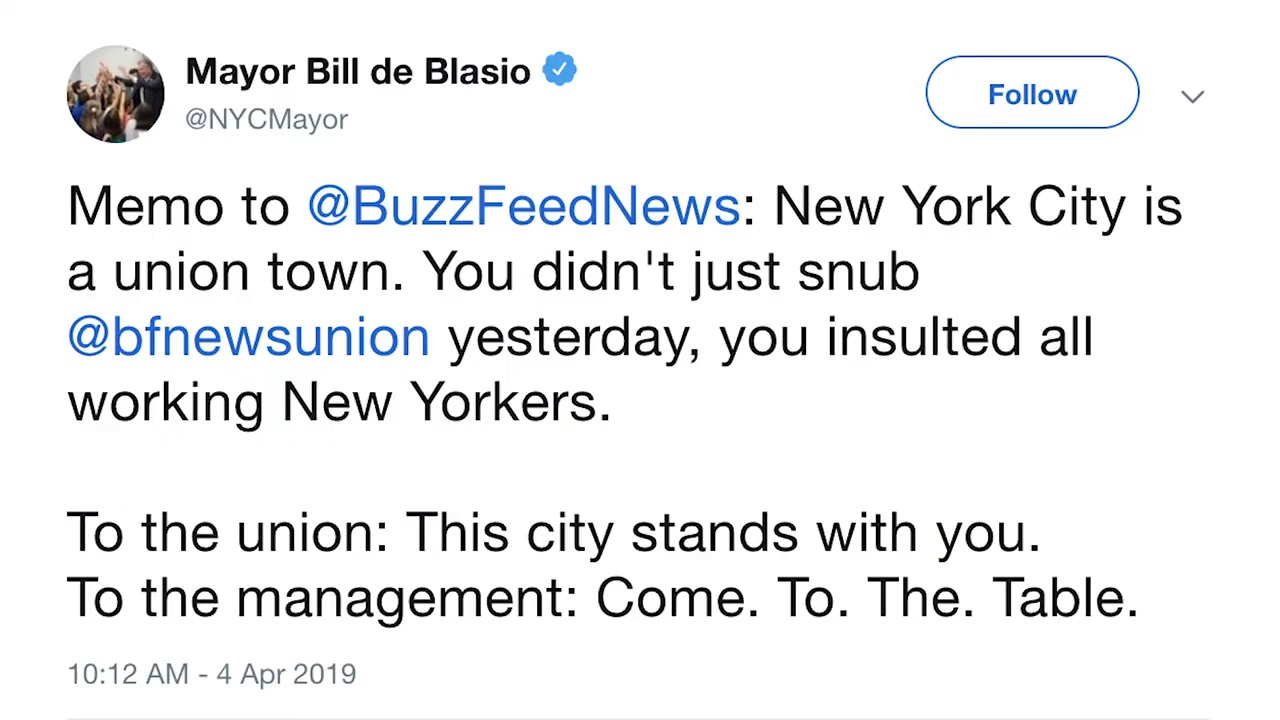 Mayor Bill de Blasio
@NYCMayor
Follow
Memo to @BuzzFeedNews: New York City is
a union town. You didn't just snub
@bfnewsunion yesterday, you insulted all
working New Yorkers.
To the union: This city stands with you.
To the management: Come. To. The. Table.
10:12 AM - 4 Apr 2019